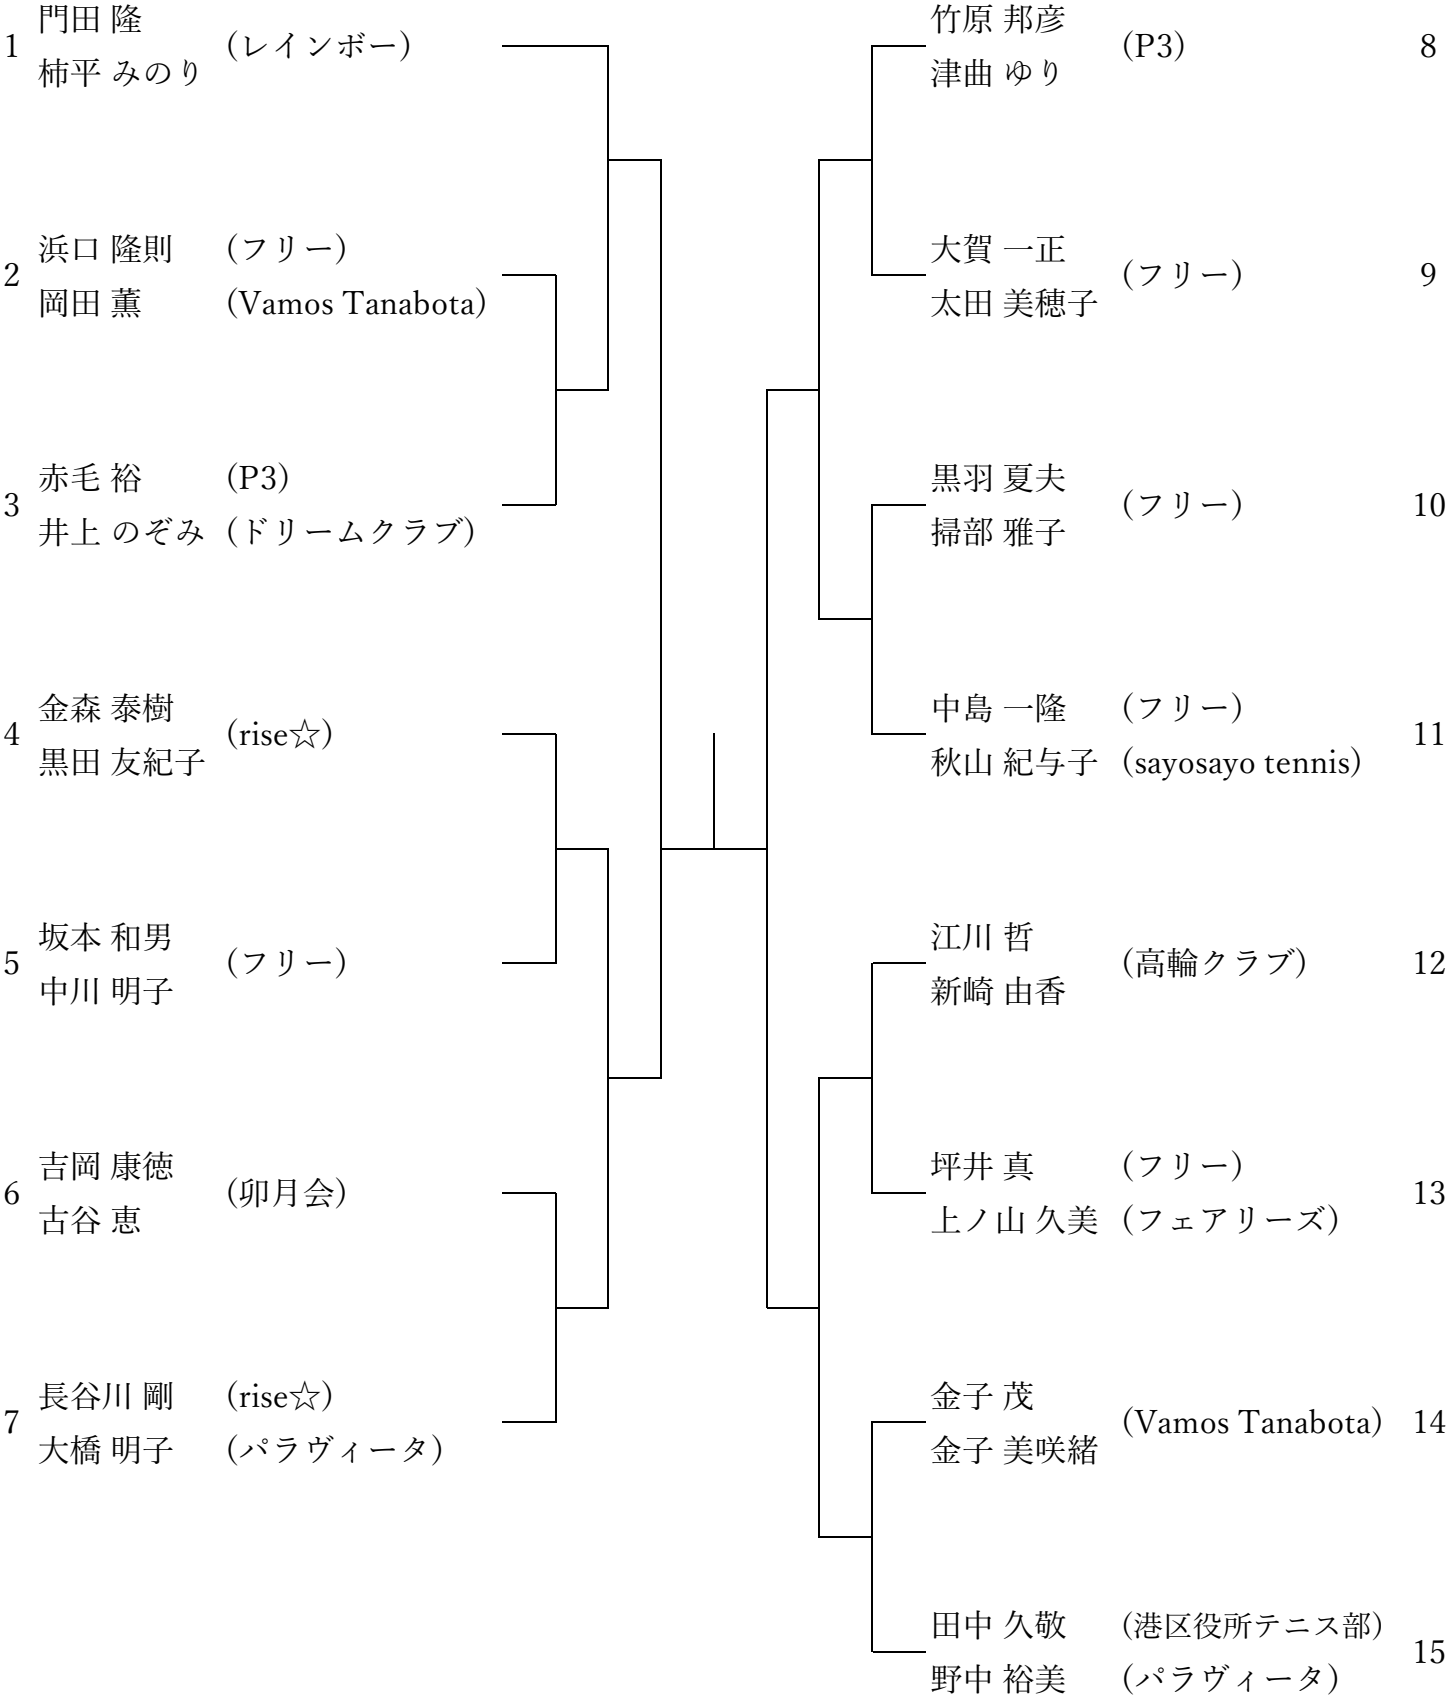 1 門田 隆 (レインボー)
柿平 みのり
2 浜口 隆則 (フリー)
岡田 薫 (Vamos Tanabota)
3 赤毛 裕 (P3)
井上 のぞみ (ドリームクラブ)
4 金森 泰樹 (rise☆)
黒田 友紀子
5 坂本 和男 (フリー)
中川 明子
6 吉岡 康徳 (卯月会)
古谷 恵
7 長谷川 剛 (rise☆)
大橋 明子 (パラヴィータ)
竹原 邦彦 (P3) 8
津曲 ゆり
大賀 一正 (フリー) 9
太田 美穂子
黒羽 夏夫 (フリー) 10
掃部 雅子
中島 一隆 (フリー) 11
秋山 紀与子 (sayosayo tennis)
江川 哲 (高輪クラブ) 12
新崎 由香
坪井 真 (フリー) 13
上ノ山 久美 (フェアリーズ)
金子 茂 (Vamos Tanabota) 14
金子 美咲緒
田中 久敬 (港区役所テニス部) 15
野中 裕美 (パラヴィータ)